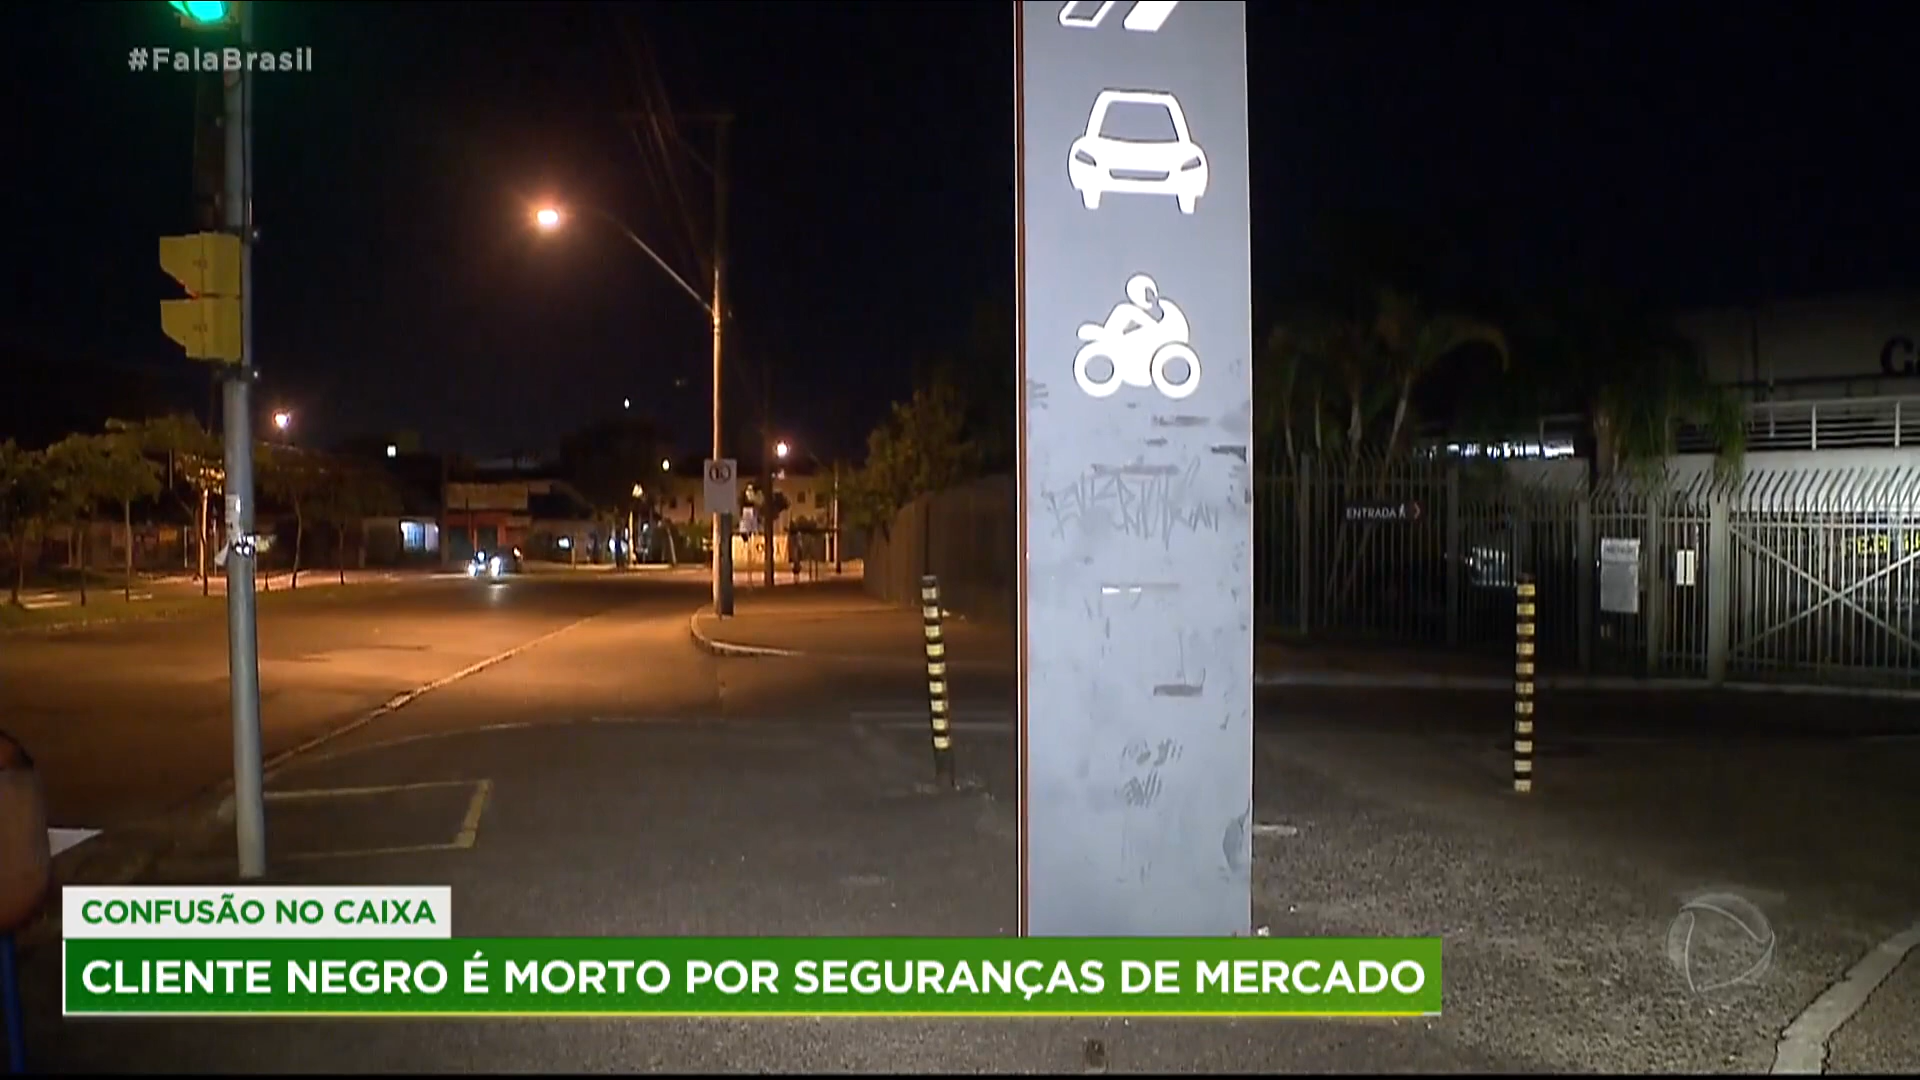 #FalaBrasil
ENTRADA
CONFUSÃO NO CAIXA
CLIENTE NEGRO É MORTO POR SEGURANÇAS DE MERCADO